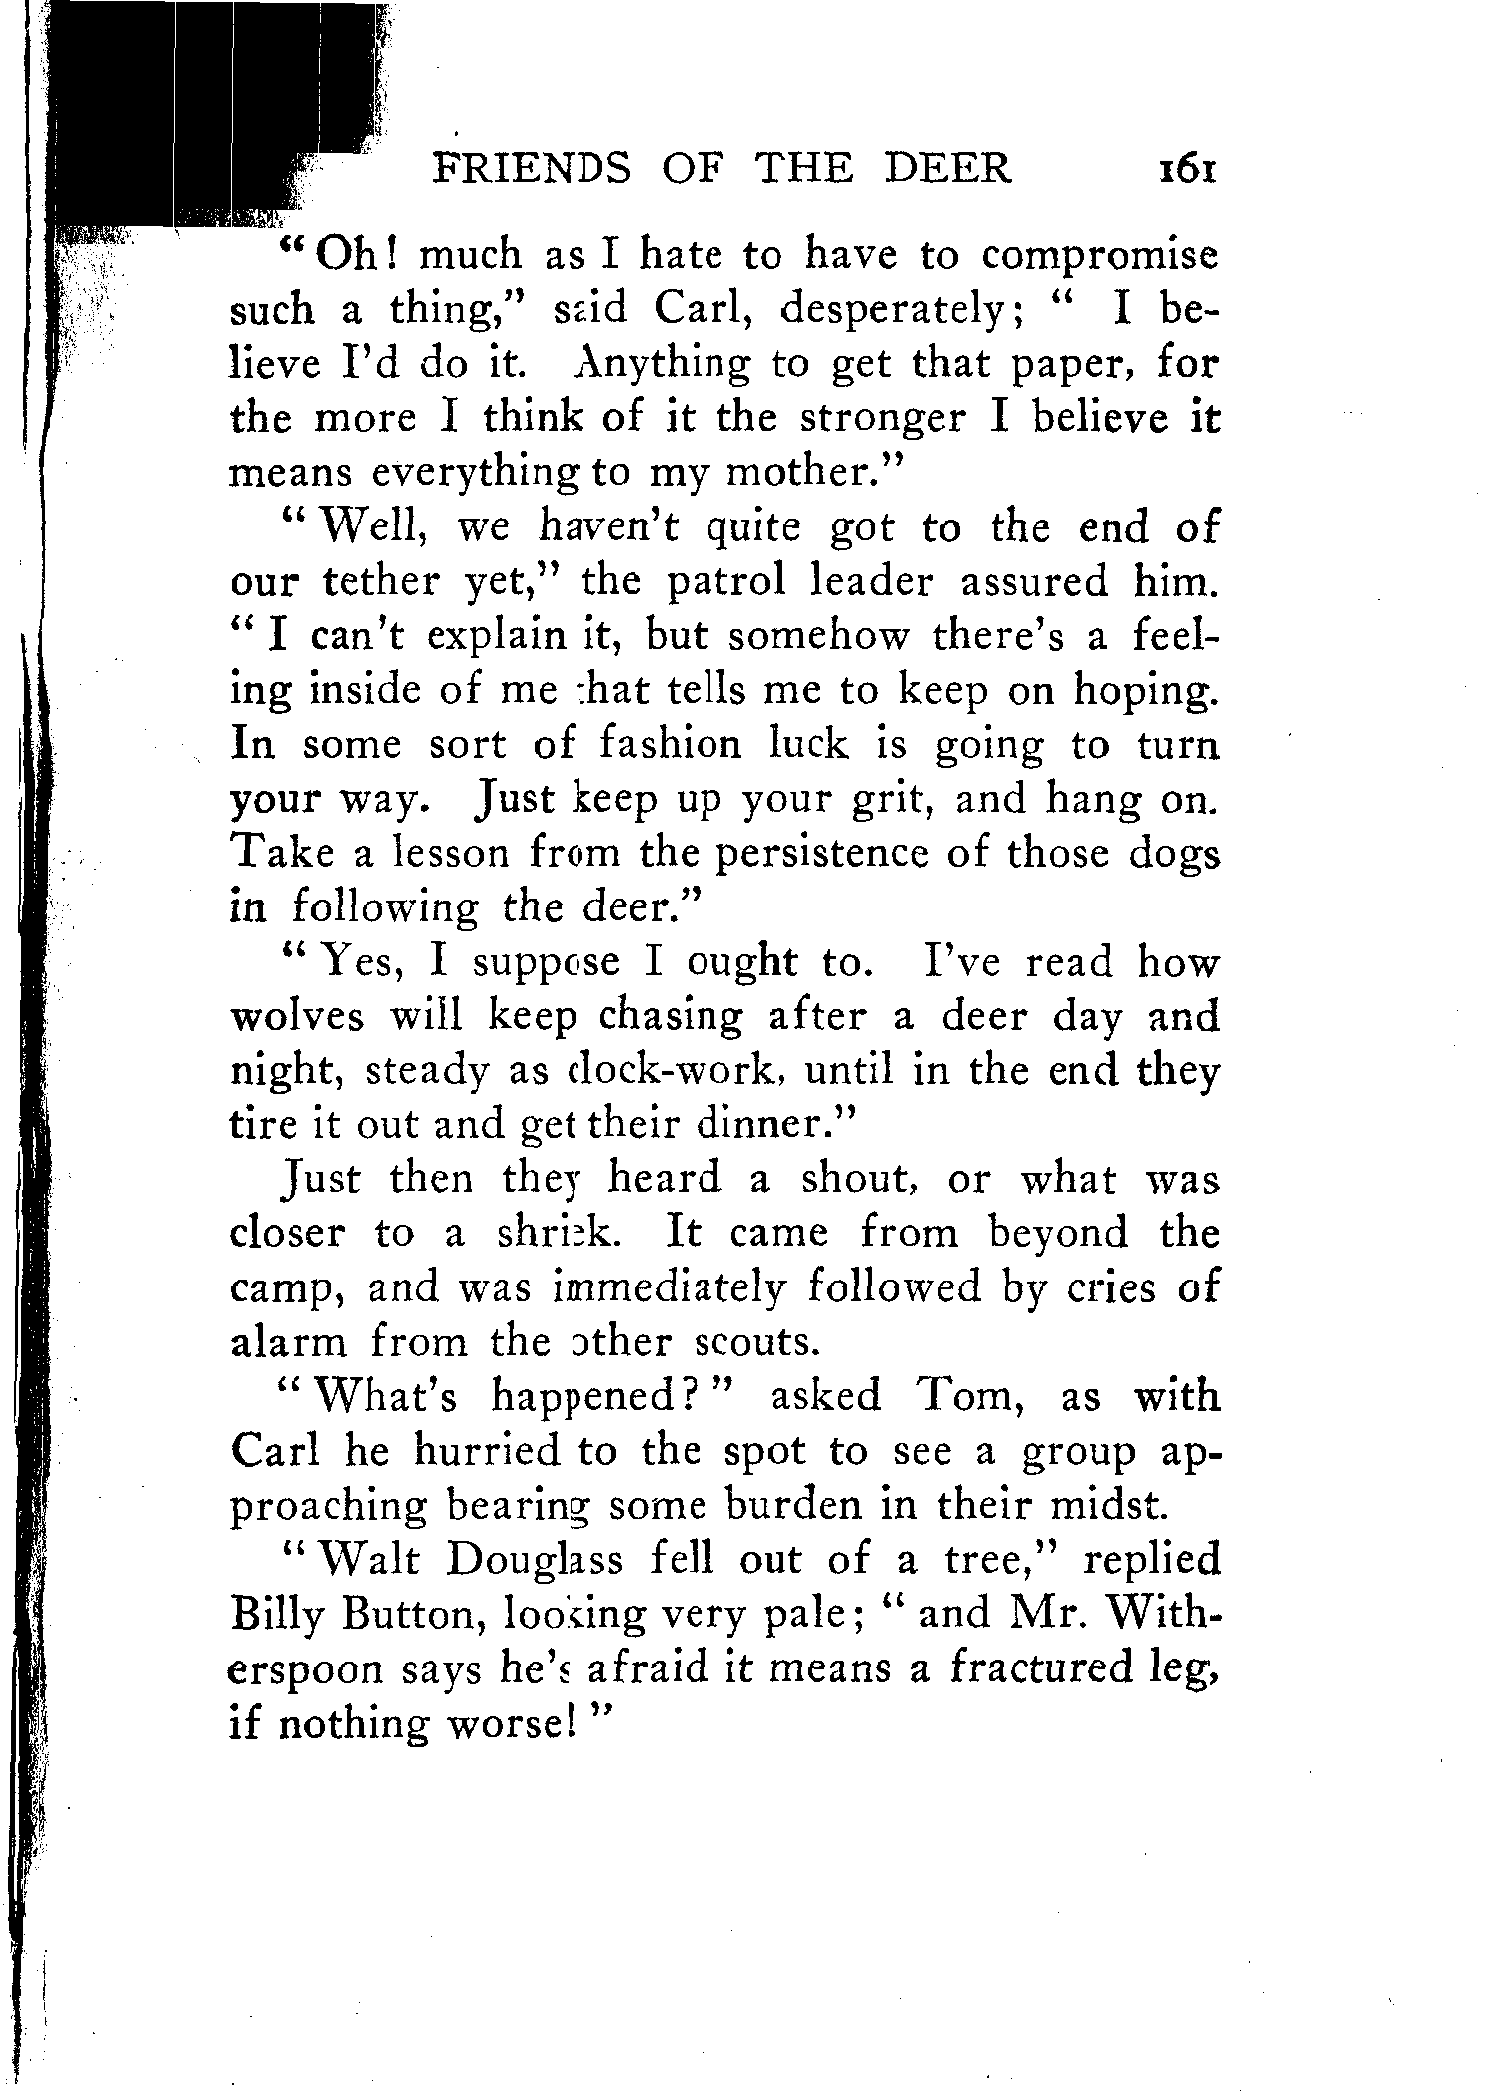 FRIENDS OF THE DEER 161
“Oh! much as I hate to have to compromise
such a thing,” said Carl, desperately; “ I be-
lieve I’d do it. Anything to get that paper, for
the more I think of it the stronger I believe it
means everything to my mother.”
“ Well, we haven’t quite got to the end of
our tether yet,” the patrol leader assured him.
“ I can’t explain it, but somehow there’s a feel-
ing inside of me that tells me to keep on hoping.
In some sort of fashion luck is going to turn
your way. Just keep up your grit, and hang on.
Take a lesson from the persistence of those dogs
in following the deer.”
“ Yes, I suppose I ought to. I’ve read how
wolves will keep chasing after a deer day and
night, steady as clock-work, until in the end they
tire it out and get their dinner.”
Just then they heard a shout, or what was
closer to a shriek. It came from beyond the
camp, and was immediately followed by cries of
alarm from the other scouts.
“ What’s happened? ” asked Tom, as with
Carl he hurried to the spot to see a group ap-
proaching bearing some burden in their midst.
“ Walt Douglass fell out of a tree,” replied
Billy Button, looking very pale; “ and Mr. With-
erspoon says he’s afraid it means a fractured leg,
if nothing worse! ”